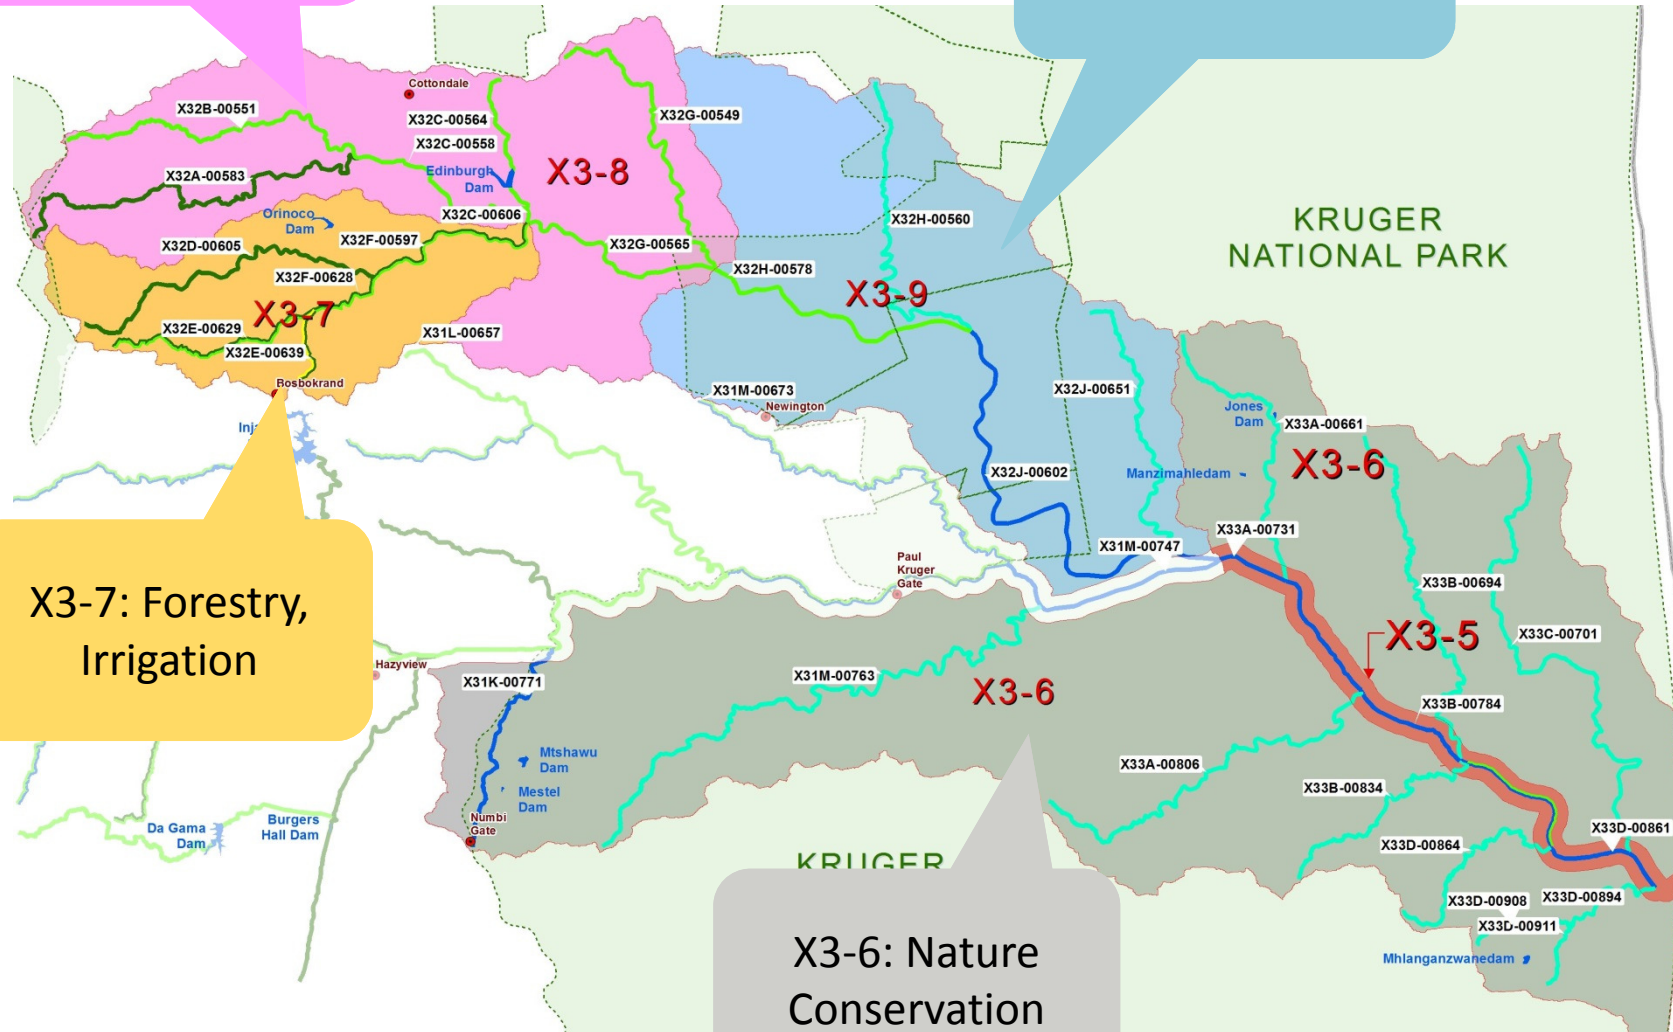 Cottondale
X32B-00551
X32C-00564
X32G-00549
X32C-00558
X32A-00583
Edinburgh
Dam
X3-8
Orinoco
Dam
X32C-00606
X32H-00560
KRUGER
NATIONAL PARK
X32D-00605
X32F-00597
X32G-00565
X32H-00578
X32F-00628
X3-9
X3-7
X32E-00629
X31L-00657
X32E-00639
Bosbokrand
X31M-00673
Newington
X32J-00651
Jones
Dam
X33A-00661
X3-6
Manzimahledam
X32J-00602
X33A-00731
X31M-00747
Paul
Kruger
Gate
X33B-00694
X3-7: Forestry,
Irrigation
X3-5
X33C-00701
Hazyview
X31K-00771
X31M-00763
X3-6
X33B-00784
Mtshawu
Dam
X33A-00806
Mestel
Dam
X33B-00834
Numbi
Gate
Da Gama
Dam
Burgers
Hall Dam
X33D-00861
X33D-00864
KRUGER
X33D-00908
X33D-00894
X33D-00911
Mhlanganzwanedam
X3-6: Nature
Conservation